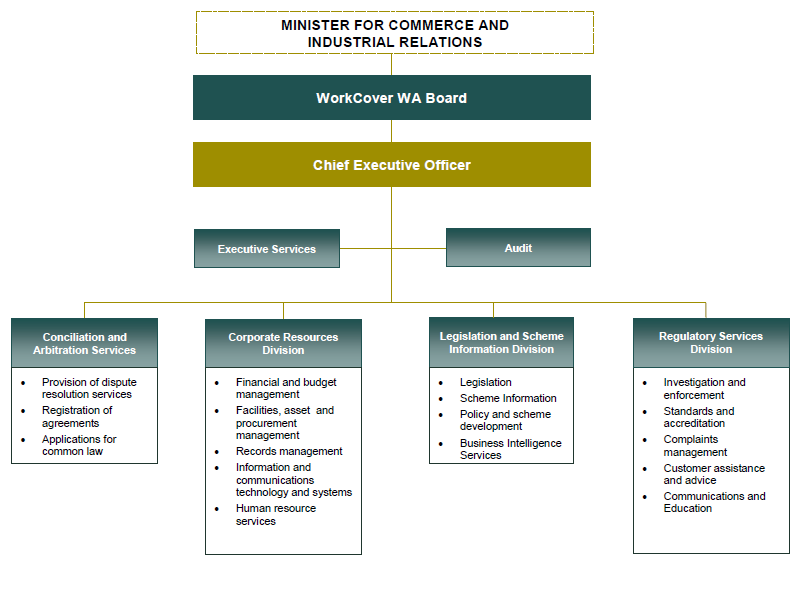 MINISTER FOR COMMERCE AND
INDUSTRIAL RELATIONS
WorkCover WA Board
Chief Executive Officer
Executive Services
Audit
Conciliation and
Arbitration Services
• Provision of dispute
resolution services
• Registration of
agreements
• Applications for
common law
Corporate Resources
Division
• Financial and budget
management
• Facilities, asset and
procurement
management
• Records management
• Information and
communications
technology and systems
• Human resource
services
Legislation and Scheme
Information Division
• Legislation
• Scheme Information
• Policy and scheme
development
• Business Intelligence
Services
Regulatory Services
Division
• Investigation and
enforcement
• Standards and
accreditation
• Complaints
management
• Customer assistance
and advice
• Communications and
Education